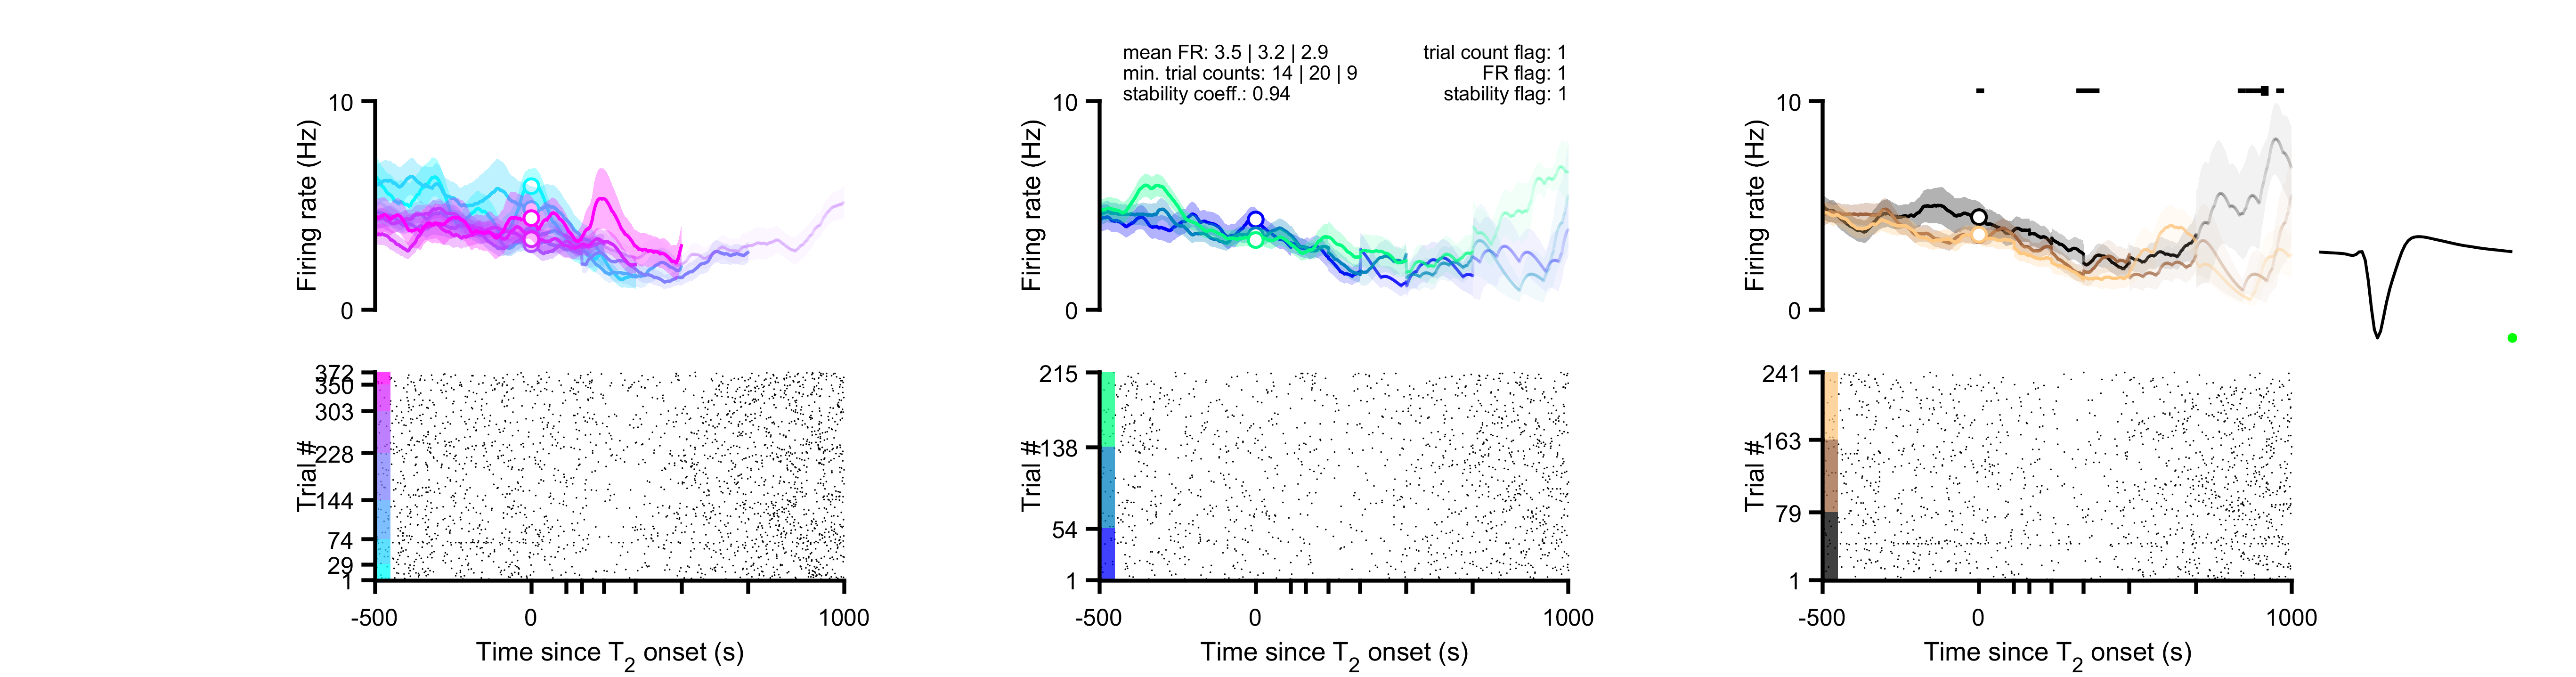 mean FR: 3.5 | 3.2 | 2.9
min. trial counts: 14 | 20 | 9
stability coeff.: 0.94
trial count flag: 1
FR flag: 1
stability flag: 1
10
Firing rate (Hz)
0
372
350
303
228
144
74
29
1
Trial #
-500
0
1000
Time since T2 onset (s)
10
Firing rate (Hz)
0
215
138
54
1
Trial #
-500
0
1000
Time since T2 onset (s)
10
Firing rate (Hz)
0
241
163
79
1
Trial #
-500
0
1000
Time since T2 onset (s)